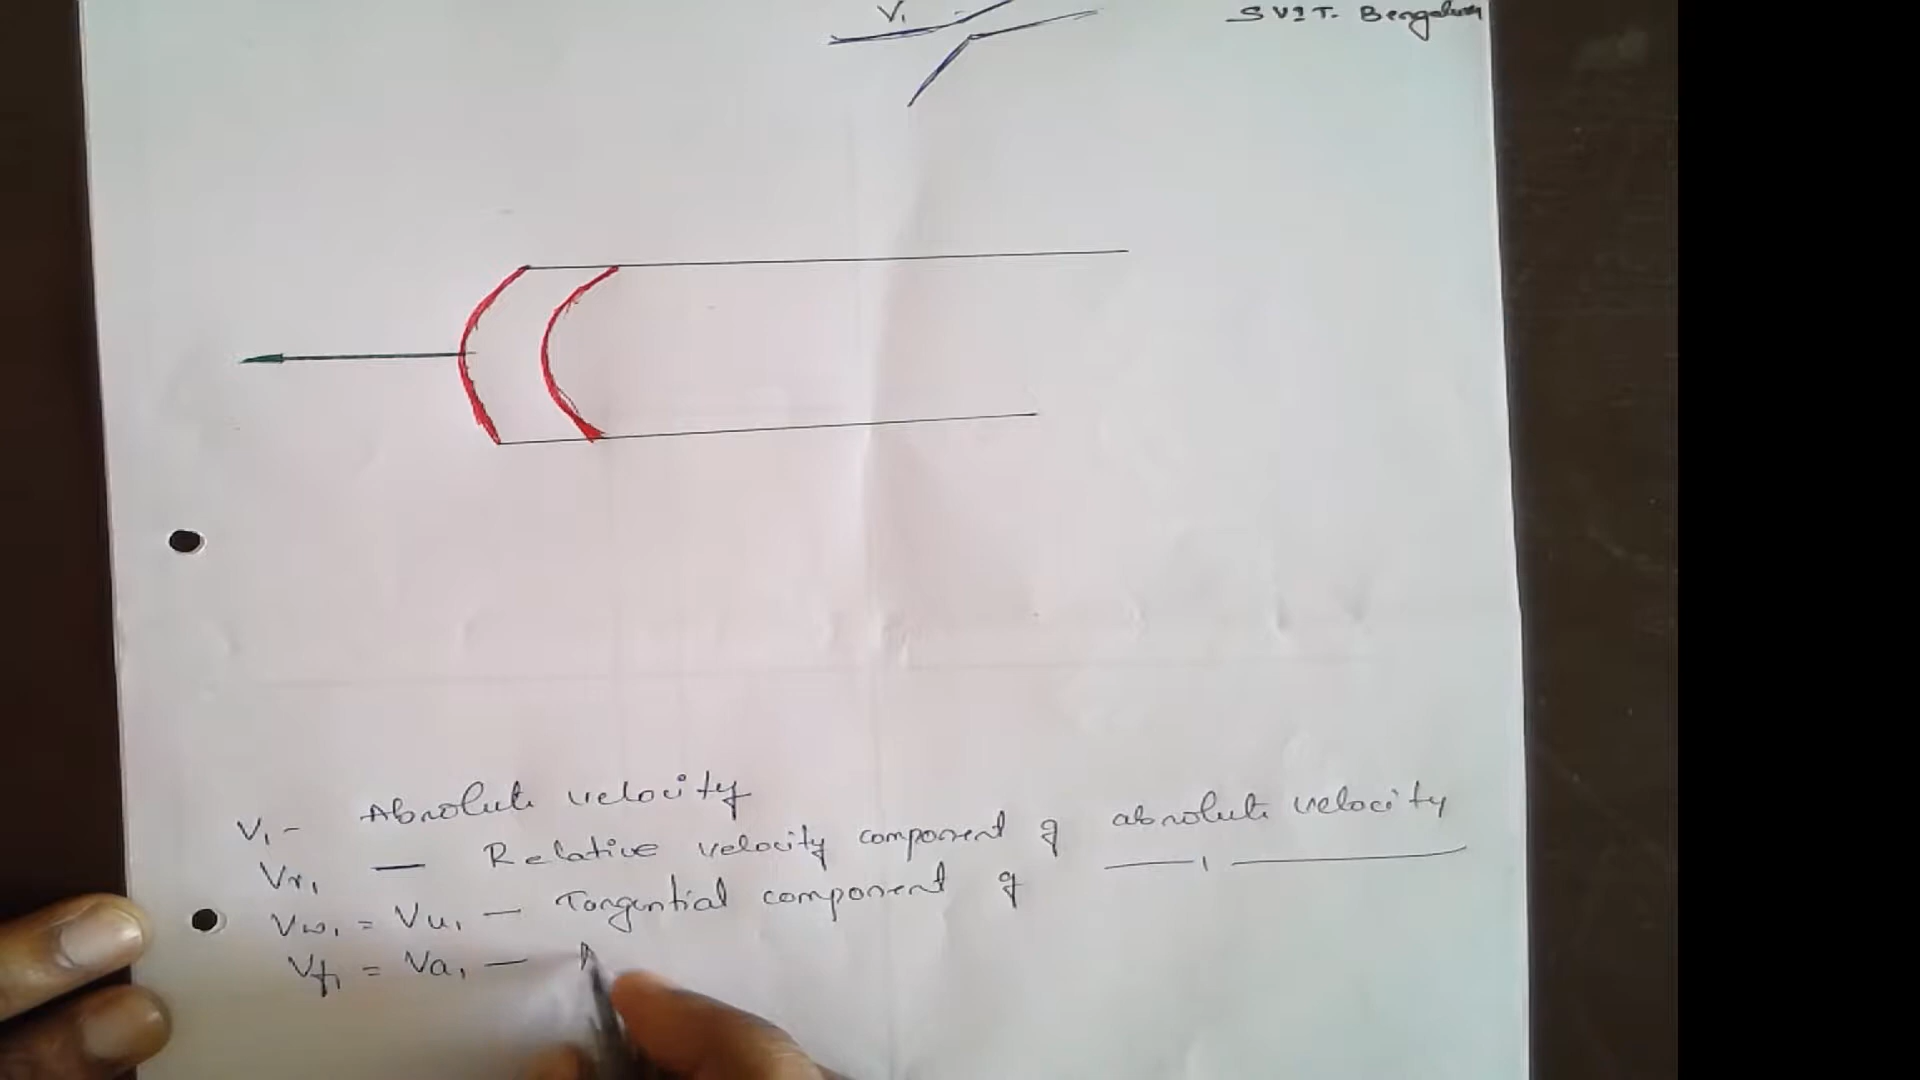 V₁
SVIT. Bengaluru
V₁ - Absolute velocity
Vr₁ — Relative velocity component of absolute velocity
Vw₁ = Vu₁ — Tangential component of —— ı ——
Vf₁ = Va₁ — A